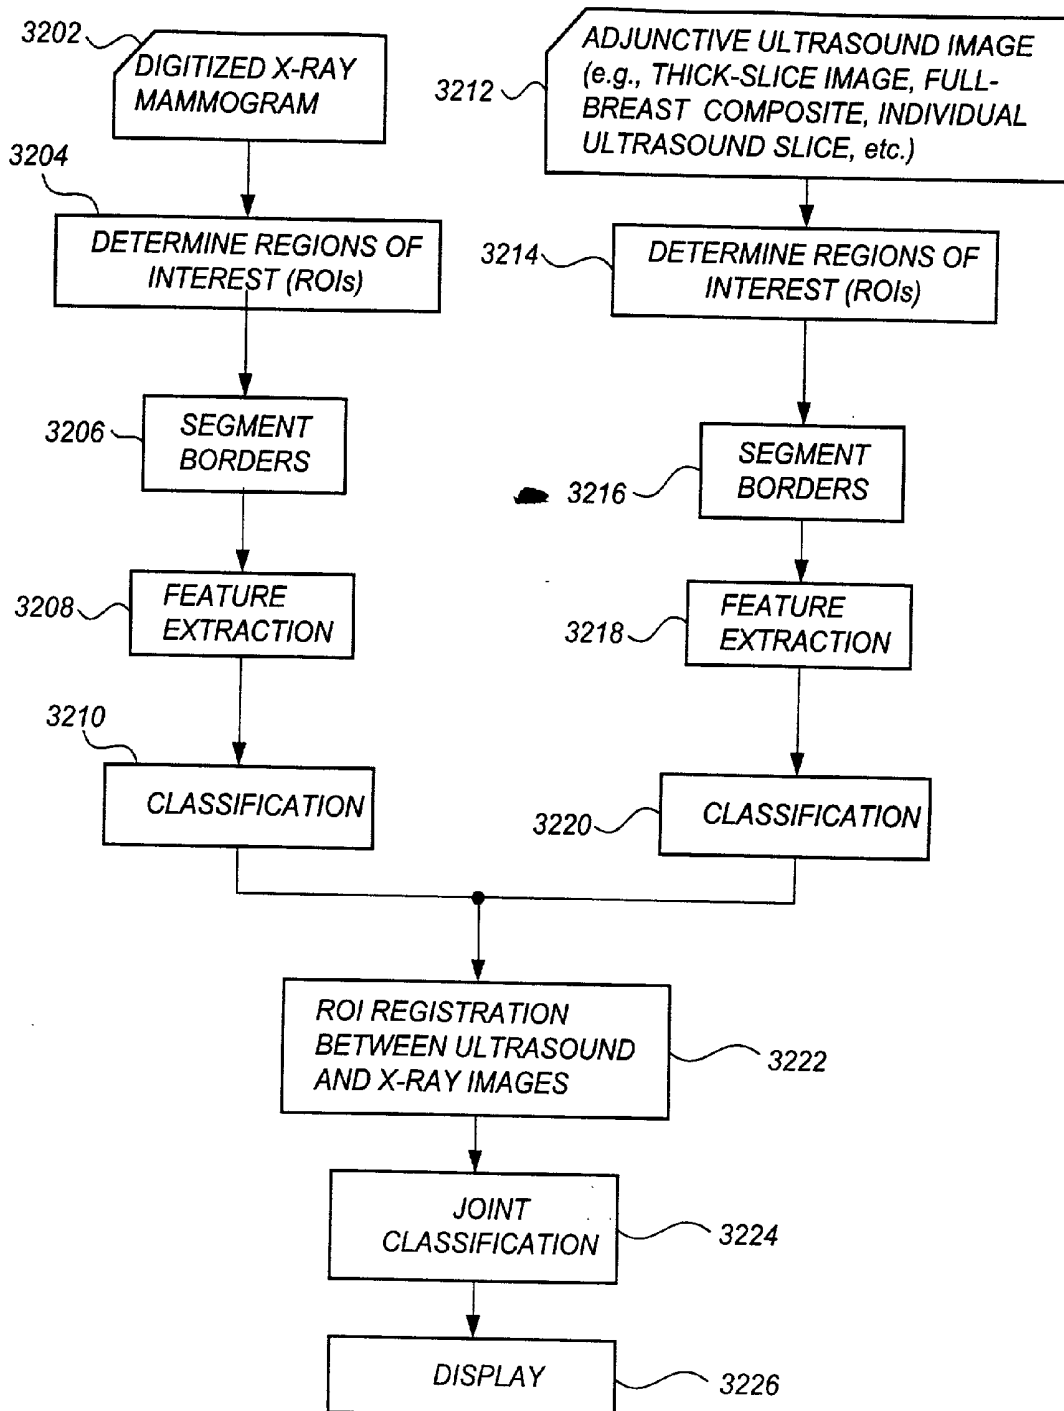 3202
DIGITIZED X-RAY
MAMMOGRAM
3204
DETERMINE REGIONS OF
INTEREST (ROIs)
3206
SEGMENT
BORDERS
3208
FEATURE
EXTRACTION
3210
CLASSIFICATION
3212
ADJUNCTIVE ULTRASOUND IMAGE
(e.g., THICK-SLICE IMAGE, FULL-
BREAST COMPOSITE, INDIVIDUAL
ULTRASOUND SLICE, etc.)
3214
DETERMINE REGIONS OF
INTEREST (ROIs)
3216
SEGMENT
BORDERS
3218
FEATURE
EXTRACTION
3220
CLASSIFICATION
ROI REGISTRATION
BETWEEN ULTRASOUND
AND X-RAY IMAGES
3222
JOINT
CLASSIFICATION
3224
DISPLAY
3226